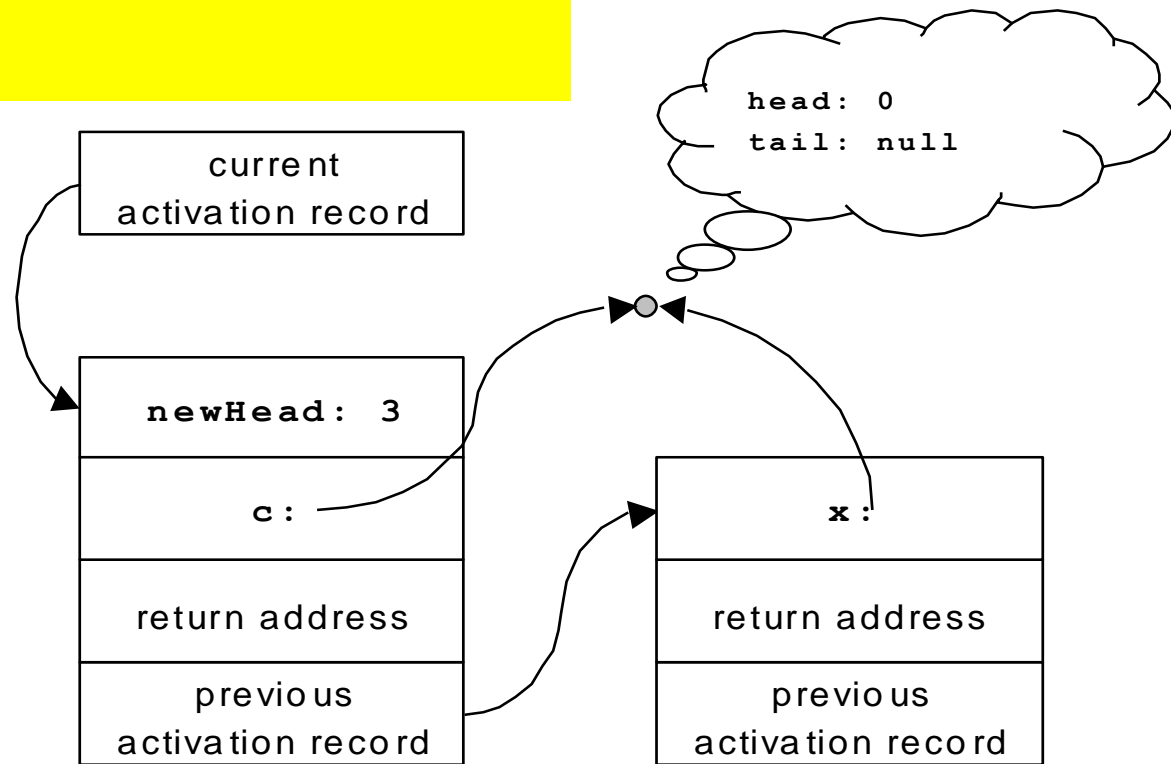 head: 0
tail: null
current
activation record
newHead: 3
c:
x:
return address
return address
previous
activation record
previous
activation record